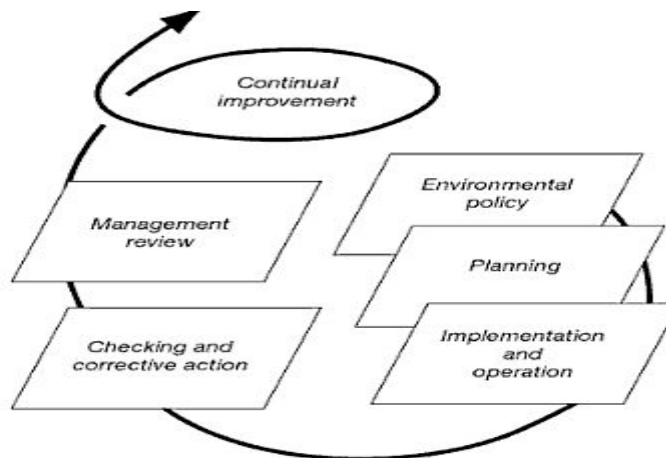 Continual
improvement
Environmental
policy
Planning
Implementation
and
operation
Checking and
corrective action
Management
review